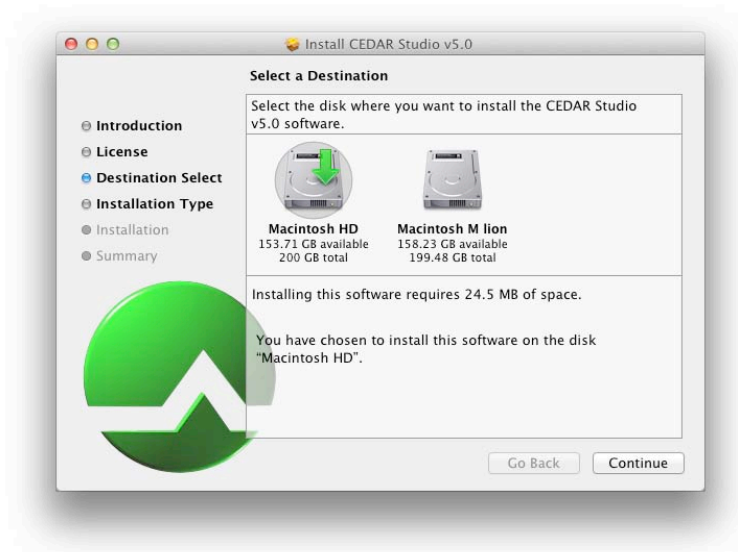 Install CEDAR Studio v5.0
Select a Destination
Introduction
License
Destination Select
Installation Type
Installation
Summary
Select the disk where you want to install the CEDAR Studio
v5.0 software.
Macintosh HD
153.71 GB available
200 GB total
Macintosh M lion
158.23 GB available
199.48 GB total
Installing this software requires 24.5 MB of space.
You have chosen to install this software on the disk
“Macintosh HD”.
Go Back
Continue